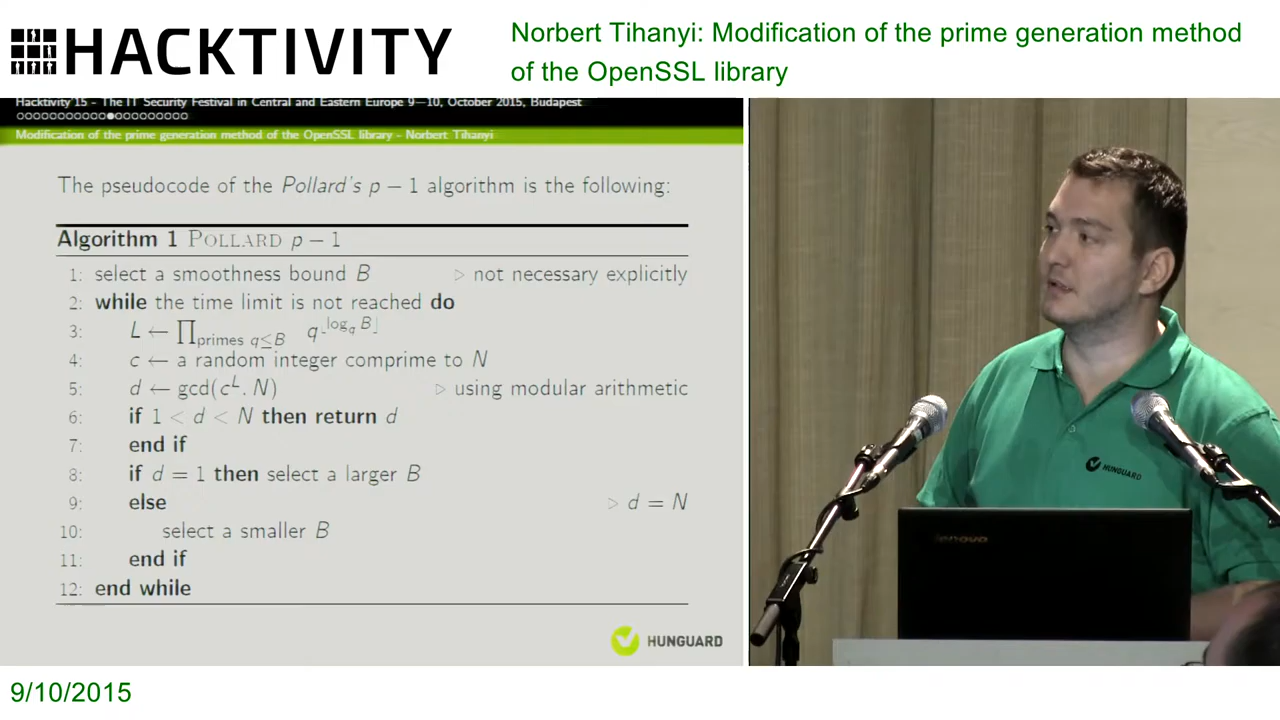 HACKTIVITY
Norbert Tihanyi: Modification of the prime generation method
of the OpenSSL library
Hacktivity'15 - The IT Security Festival in Central and Eastern Europe 9—10, October 2015, Budapest
Modification of the prime generation method of the OpenSSL library - Norbert Tihanyi
The pseudocode of the Pollard's p − 1 algorithm is the following:
Algorithm 1 POLLARD p − 1
1: select a smoothness bound B ▷ not necessary explicitly
2: while the time limit is not reached do
3: L ← ∏primes q≤B q^⌊log_q B⌋
4: c ← a random integer comprime to N
5: d ← gcd(c^L, N) ▷ using modular arithmetic
6: if 1 < d < N then return d
7: end if
8: if d = 1 then select a larger B
9: else ▷ d = N
10: select a smaller B
11: end if
12: end while
HUNGUARD
HUNGUARD
lenovo
9/10/2015